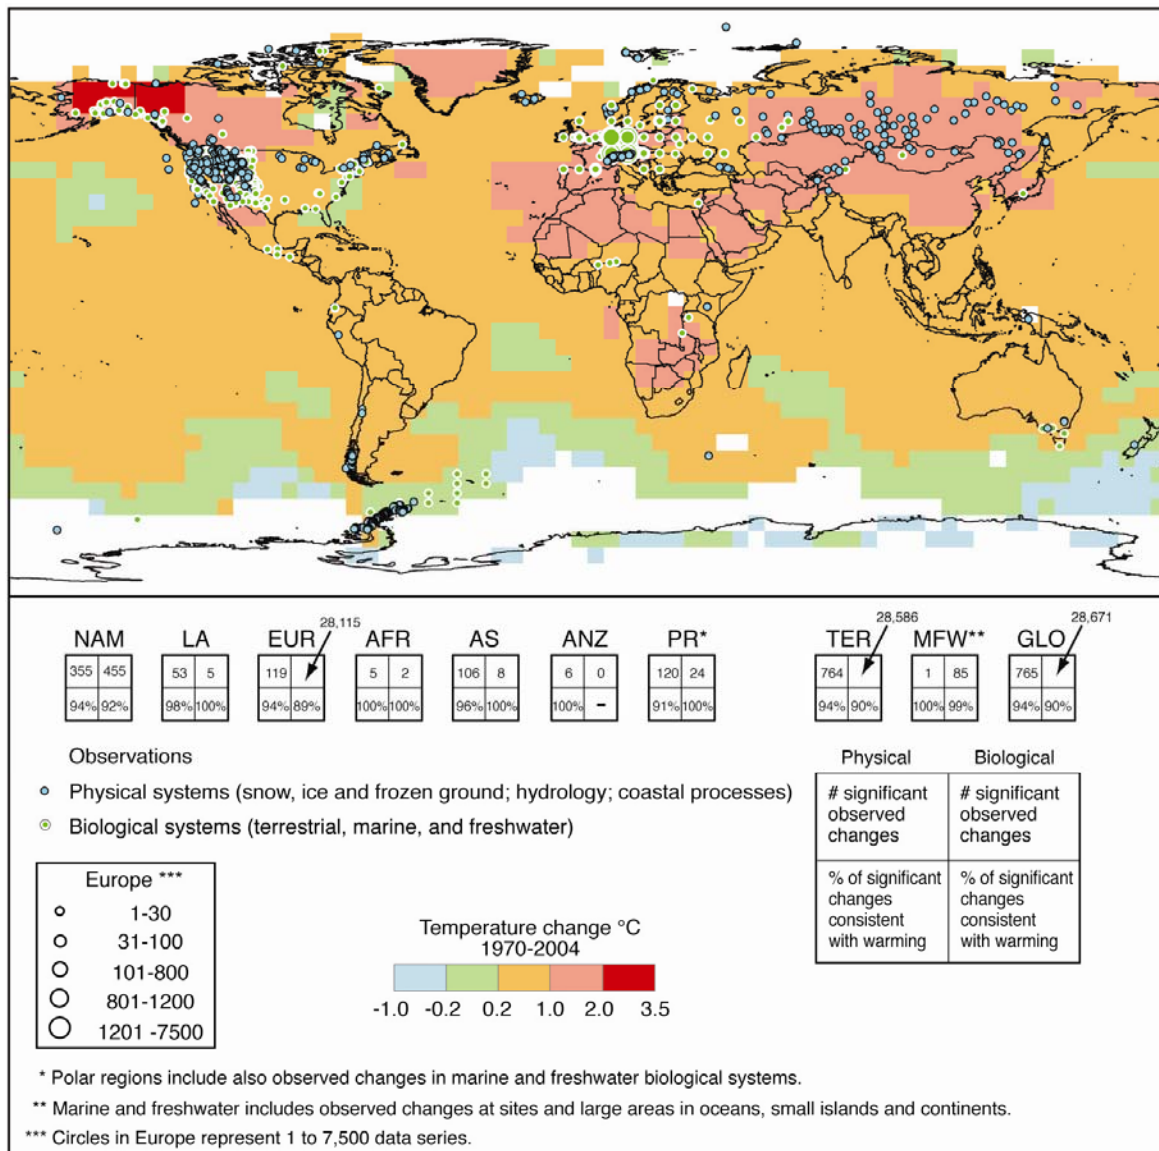 NAM LA EUR 28,115 AFR AS ANZ PR* TER 28,586 MFW** GLO 28,671
355 455 53 5 119 5 2 106 8 6 0 120 24 764 1 85 765
94% 92% 98% 100% 94% 89% 100% 100% 96% 100% 100% – 91% 100% 94% 90% 100% 99% 94% 90%
Observations
Physical systems (snow, ice and frozen ground; hydrology; coastal processes)
Biological systems (terrestrial, marine, and freshwater)
Physical Biological
# significant
observed
changes
# significant
observed
changes
% of significant
changes
consistent
with warming
% of significant
changes
consistent
with warming
Europe ***
1-30
31-100
101-800
801-1200
1201 -7500
Temperature change °C
1970-2004
-1.0 -0.2 0.2 1.0 2.0 3.5
* Polar regions include also observed changes in marine and freshwater biological systems.
** Marine and freshwater includes observed changes at sites and large areas in oceans, small islands and continents.
*** Circles in Europe represent 1 to 7,500 data series.